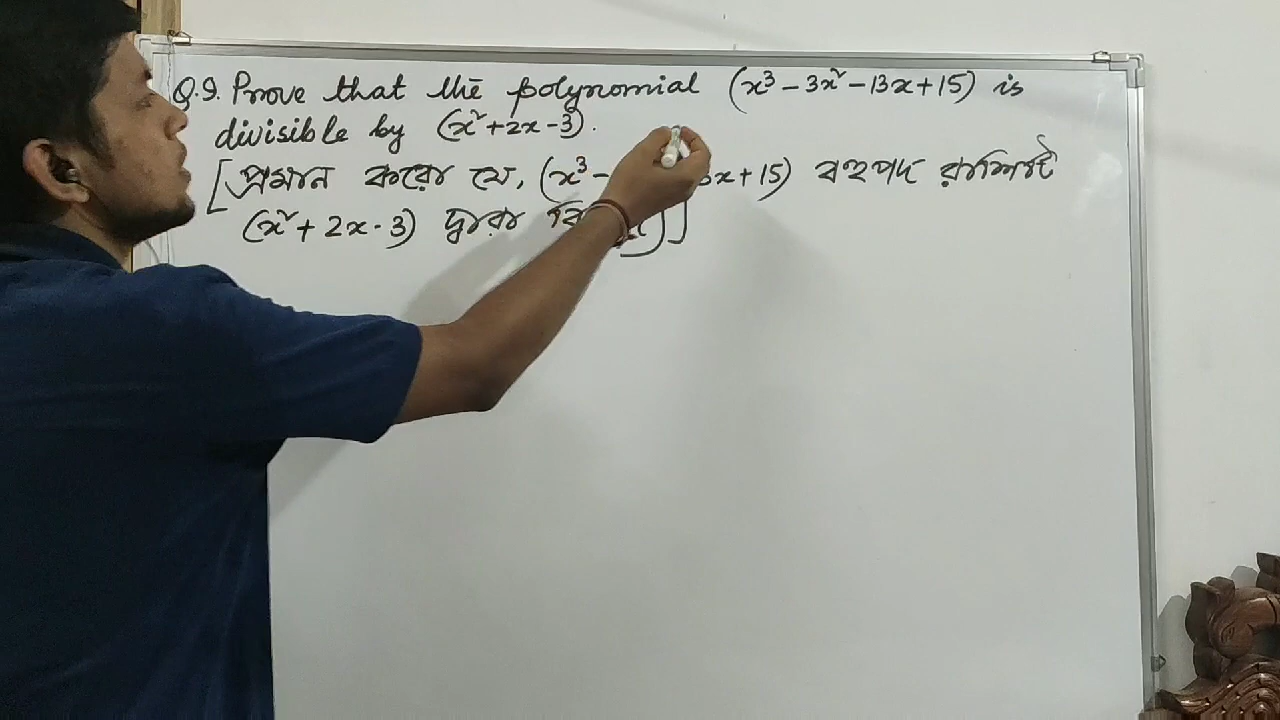 Q.9. Prove that the polynomial (x³ – 3x² – 13x + 15) is
divisible by (x² + 2x – 3).
[প্রমান করো যে, (x³ – 3x + 15) বহুপদ রাশিটি
(x² + 2x - 3) দ্বারা )]